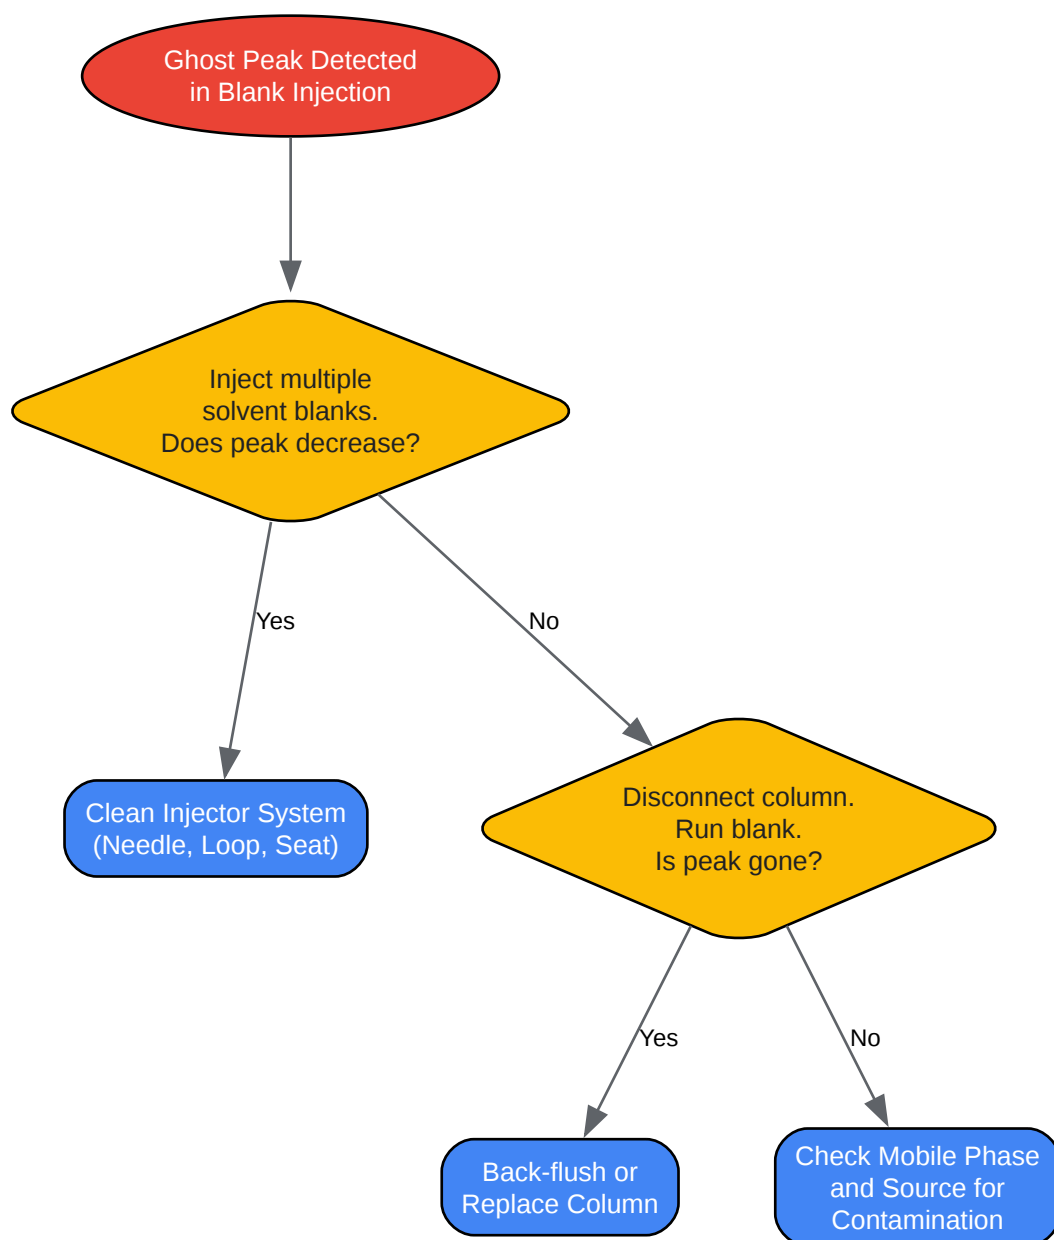 Ghost Peak Detected
in Blank Injection
Inject multiple
solvent blanks.
Does peak decrease?
Yes
No
Clean Injector System
(Needle, Loop, Seat)
Disconnect column.
Run blank.
Is peak gone?
Yes
No
Back-flush or
Replace Column
Check Mobile Phase
and Source for
Contamination